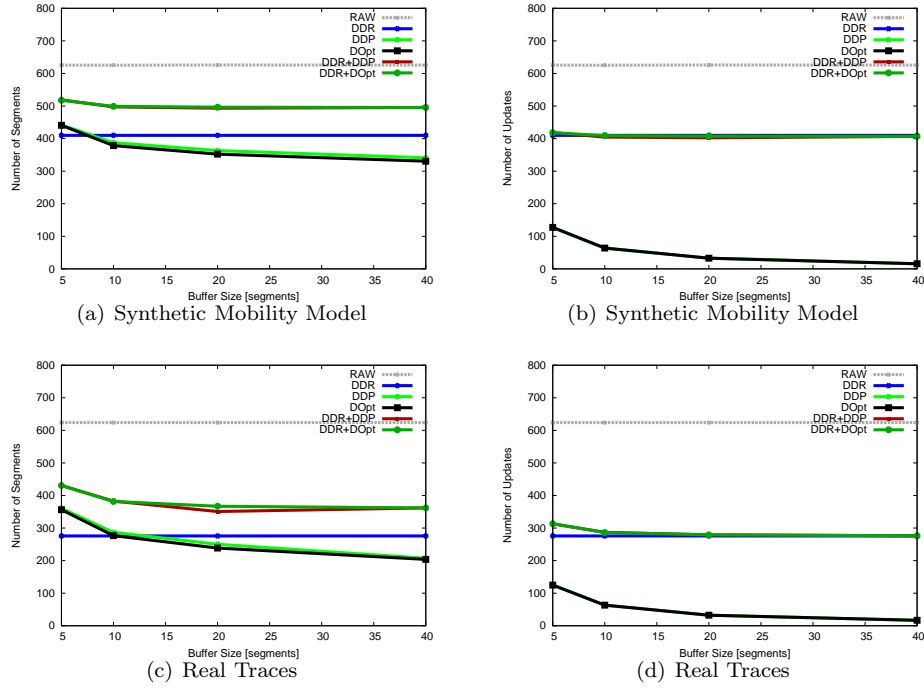 800
700
600
500
400
300
200
100
0
5 10 15 20 25 30 35 40
Number of Segments
Buffer Size [segments]
RAW
DDR
DDP
DOpt
DDR+DDP
DDR+DOpt
(a) Synthetic Mobility Model
800
700
600
500
400
300
200
100
0
5 10 15 20 25 30 35 40
Number of Updates
Buffer Size [segments]
RAW
DDR
DDP
DOpt
DDR+DDP
DDR+DOpt
(b) Synthetic Mobility Model
800
700
600
500
400
300
200
100
0
5 10 15 20 25 30 35 40
Number of Segments
Buffer Size [segments]
RAW
DDR
DDP
DOpt
DDR+DDP
DDR+DOpt
(c) Real Traces
800
700
600
500
400
300
200
100
0
5 10 15 20 25 30 35 40
Number of Updates
Buffer Size [segments]
RAW
DDR
DDP
DOpt
DDR+DDP
DDR+DOpt
(d) Real Traces